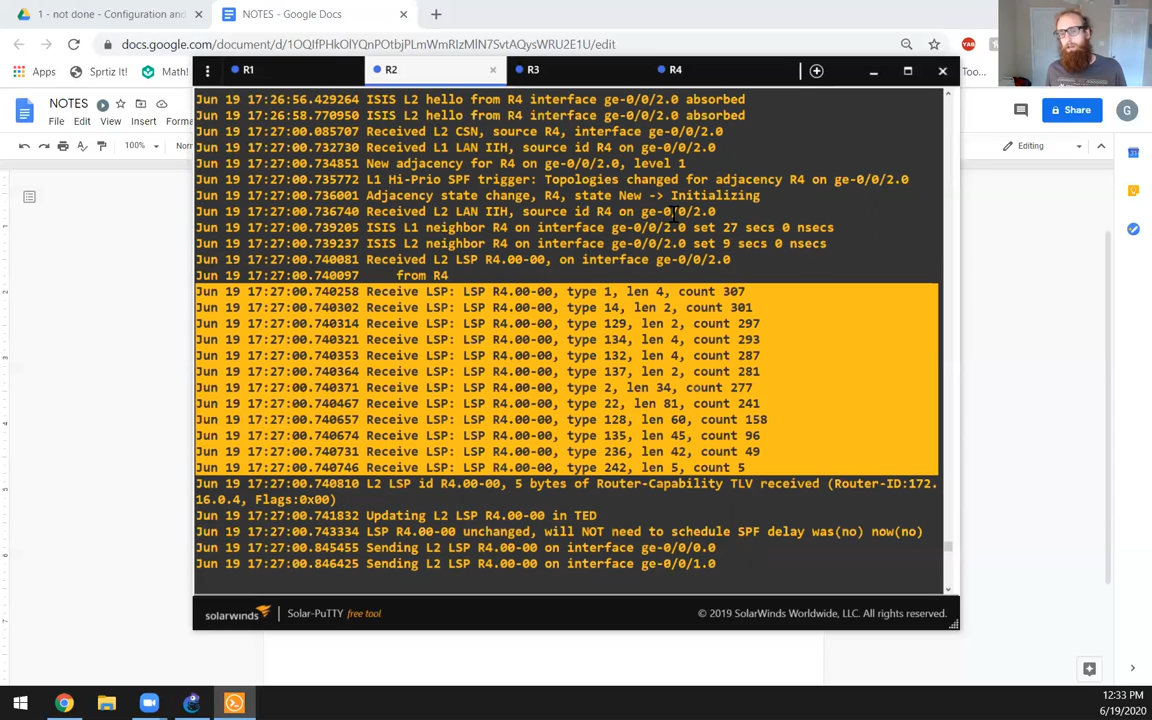 1 - not done - Configuration and
NOTES - Google Docs
docs.google.com/document/d/1OQIfPHkOlYQnPOtbjPLmWmRlzMlN7SvtAQysWRU2E1U/edit
YAB
Apps
Sprtiz It!
Math!
Too...
R1
R2
R3
R4
NOTES
File
Edit
View
Insert
Forma
Share
G
100%
Nor
Editing
Jun 19 17:26:56.429264 ISIS L2 hello from R4 interface ge-0/0/2.0 absorbed
Jun 19 17:26:58.770950 ISIS L2 hello from R4 interface ge-0/0/2.0 absorbed
Jun 19 17:27:00.085707 Received L2 CSN, source R4, interface ge-0/0/2.0
Jun 19 17:27:00.732730 Received L1 LAN IIH, source id R4 on ge-0/0/2.0
Jun 19 17:27:00.734851 New adjacency for R4 on ge-0/0/2.0, level 1
Jun 19 17:27:00.735772 L1 Hi-Prio SPF trigger: Topologies changed for adjacency R4 on ge-0/0/2.0
Jun 19 17:27:00.736001 Adjacency state change, R4, state New -> Initializing
Jun 19 17:27:00.736740 Received L2 LAN IIH, source id R4 on ge-0/0/2.0
Jun 19 17:27:00.739205 ISIS L1 neighbor R4 on interface ge-0/0/2.0 set 27 secs 0 nsecs
Jun 19 17:27:00.739237 ISIS L2 neighbor R4 on interface ge-0/0/2.0 set 9 secs 0 nsecs
Jun 19 17:27:00.740081 Received L2 LSP R4.00-00, on interface ge-0/0/2.0
Jun 19 17:27:00.740097     from R4
Jun 19 17:27:00.740258 Receive LSP: LSP R4.00-00, type 1, len 4, count 307
Jun 19 17:27:00.740302 Receive LSP: LSP R4.00-00, type 14, len 2, count 301
Jun 19 17:27:00.740314 Receive LSP: LSP R4.00-00, type 129, len 2, count 297
Jun 19 17:27:00.740321 Receive LSP: LSP R4.00-00, type 134, len 4, count 293
Jun 19 17:27:00.740353 Receive LSP: LSP R4.00-00, type 132, len 4, count 287
Jun 19 17:27:00.740364 Receive LSP: LSP R4.00-00, type 137, len 2, count 281
Jun 19 17:27:00.740371 Receive LSP: LSP R4.00-00, type 2, len 34, count 277
Jun 19 17:27:00.740467 Receive LSP: LSP R4.00-00, type 22, len 81, count 241
Jun 19 17:27:00.740657 Receive LSP: LSP R4.00-00, type 128, len 60, count 158
Jun 19 17:27:00.740674 Receive LSP: LSP R4.00-00, type 135, len 45, count 96
Jun 19 17:27:00.740731 Receive LSP: LSP R4.00-00, type 236, len 42, count 49
Jun 19 17:27:00.740746 Receive LSP: LSP R4.00-00, type 242, len 5, count 5
Jun 19 17:27:00.740810 L2 LSP id R4.00-00, 5 bytes of Router-Capability TLV received (Router-ID:172.
16.0.4, Flags:0x00)
Jun 19 17:27:00.741832 Updating L2 LSP R4.00-00 in TED
Jun 19 17:27:00.743334 LSP R4.00-00 unchanged, will NOT need to schedule SPF delay was(no) now(no)
Jun 19 17:27:00.845455 Sending L2 LSP R4.00-00 on interface ge-0/0/0.0
Jun 19 17:27:00.846425 Sending L2 LSP R4.00-00 on interface ge-0/0/1.0
solarwinds
Solar-PuTTY free tool
© 2019 SolarWinds Worldwide, LLC. All rights reserved.
12:33 PM
6/19/2020